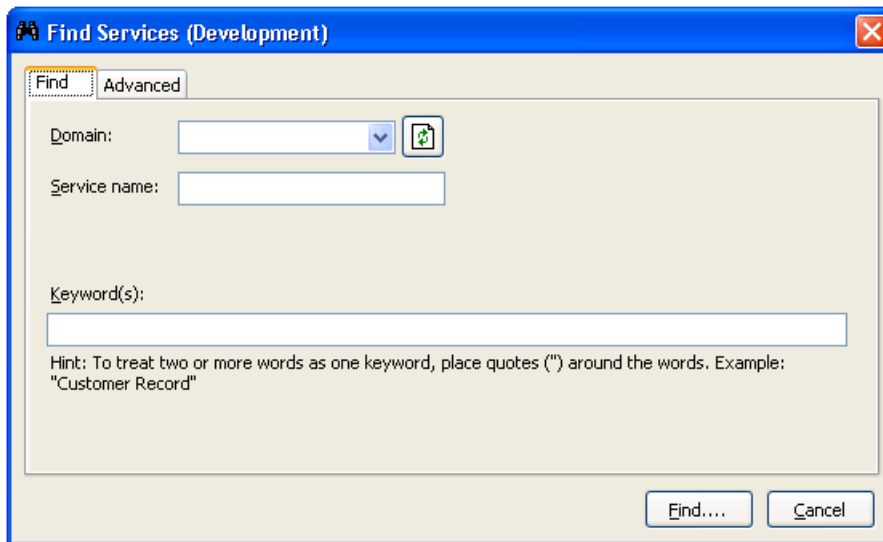 Find Services (Development)
Find
Advanced
Domain:
Service name:
Keyword(s):
Hint: To treat two or more words as one keyword, place quotes (") around the words. Example:
"Customer Record"
Find....
Cancel